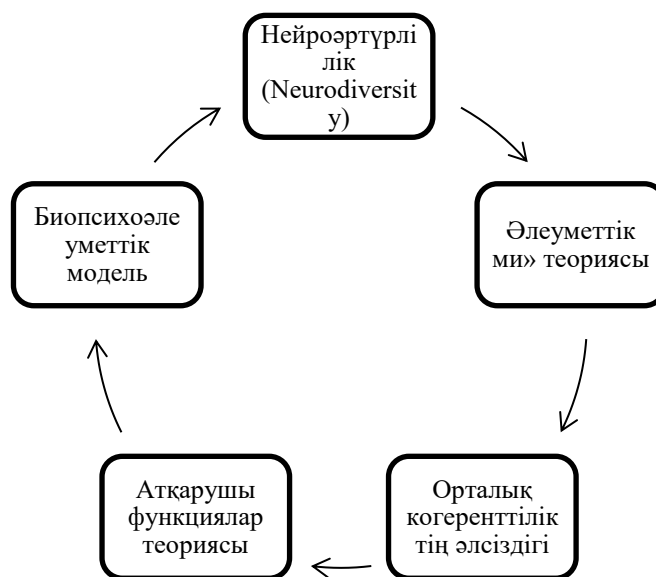 Нейроәртүрлі
лік
(Neurodiversit
y)
Әлеуметтік
ми» теориясы
Орталық
когеренттілік
тің әлсіздігі
Атқарушы
функциялар
теориясы
Биопсихоәле
уметтік
модель